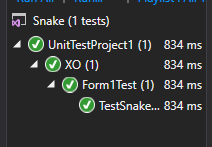 Snake (1 tests)
UnitTestProject1 (1) 834 ms
XO (1) 834 ms
Form1Test (1) 834 ms
TestSnake... 834 ms